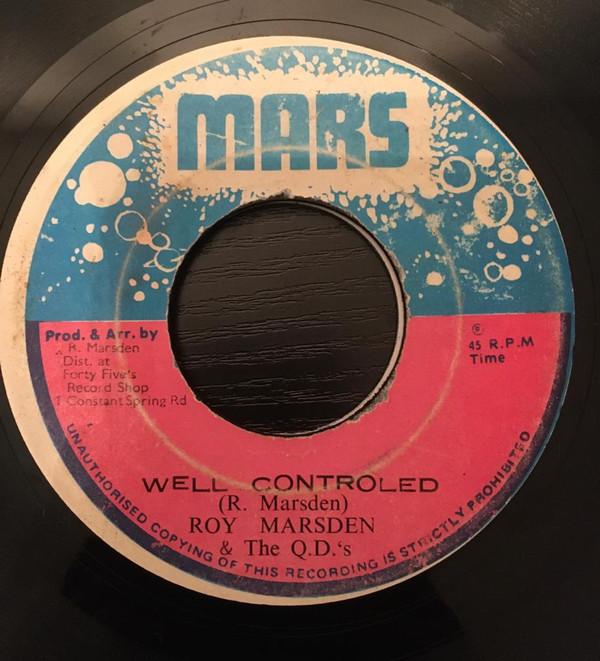 MARS
Prod. & Arr. by
R. Marsden
Dist. at
Forty Five's
Record Shop
1 Constant Spring Rd
℗
45 R.P.M
Time
WELL CONTROLED
(R. Marsden)
ROY MARSDEN
& The Q.D.'s
UNAUTHORISED COPYING OF THIS RECORDING IS STRICTLY PROHIBITED